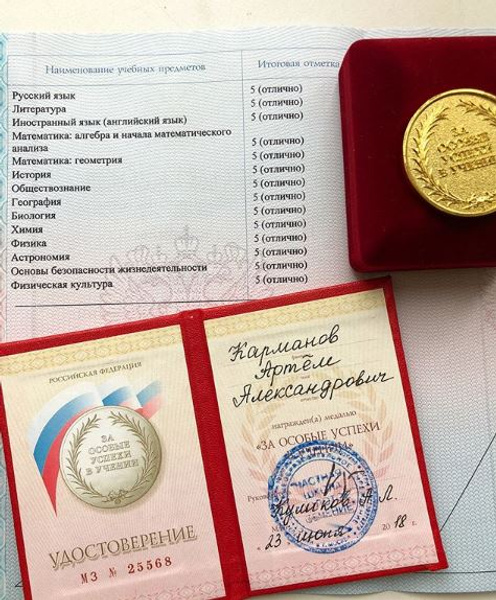 Наименование учебных предметов Итоговая отметка
Русский язык 5 (отлично)
Литература 5 (отлично)
Иностранный язык (английский язык) 5 (отлично)
Математика: алгебра и начала математического
анализа 5 (отлично)
Математика: геометрия 5 (отлично)
История 5 (отлично)
Обществознание 5 (отлично)
География 5 (отлично)
Биология 5 (отлично)
Химия 5 (отлично)
Физика 5 (отлично)
Астрономия 5 (отлично)
Основы безопасности жизнедеятельности 5 (отлично)
Физическая культура 5 (отлично)
ЗА
ОСОБЫЕ
УСПЕХИ
В УЧЕНИИ
РОССИЙСКАЯ ФЕДЕРАЦИЯ
ЗА
ОСОБЫЕ
УСПЕХИ
В УЧЕНИИ
УДОСТОВЕРЕНИЕ
МЗ № 25568
Карманов
Артём
Александрович
награжден(а) медалью
«ЗА ОСОБЫЕ УСПЕХИ
ЧАСТНАЯ
ШКОЛА
А.Л.
«23 июня 2018 г.